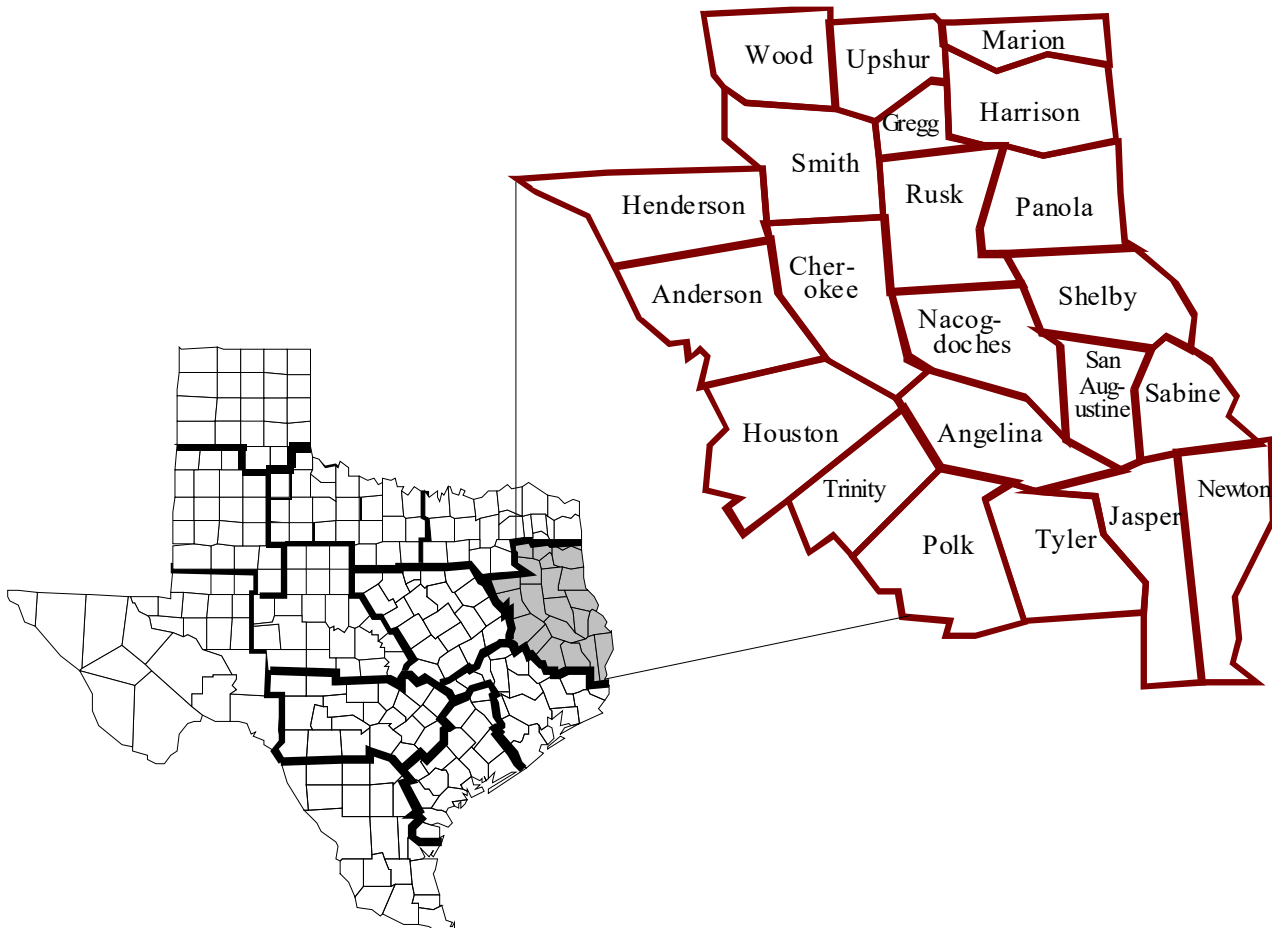 Wood
Upshur
Marion
Harrison
Gregg
Smith
Rusk
Panola
Henderson
Cher-
okee
Anderson
Shelby
Nacog-
doches
San
Aug-
ustine
Sabine
Houston
Angelina
Trinity
Newton
Jasper
Polk
Tyler